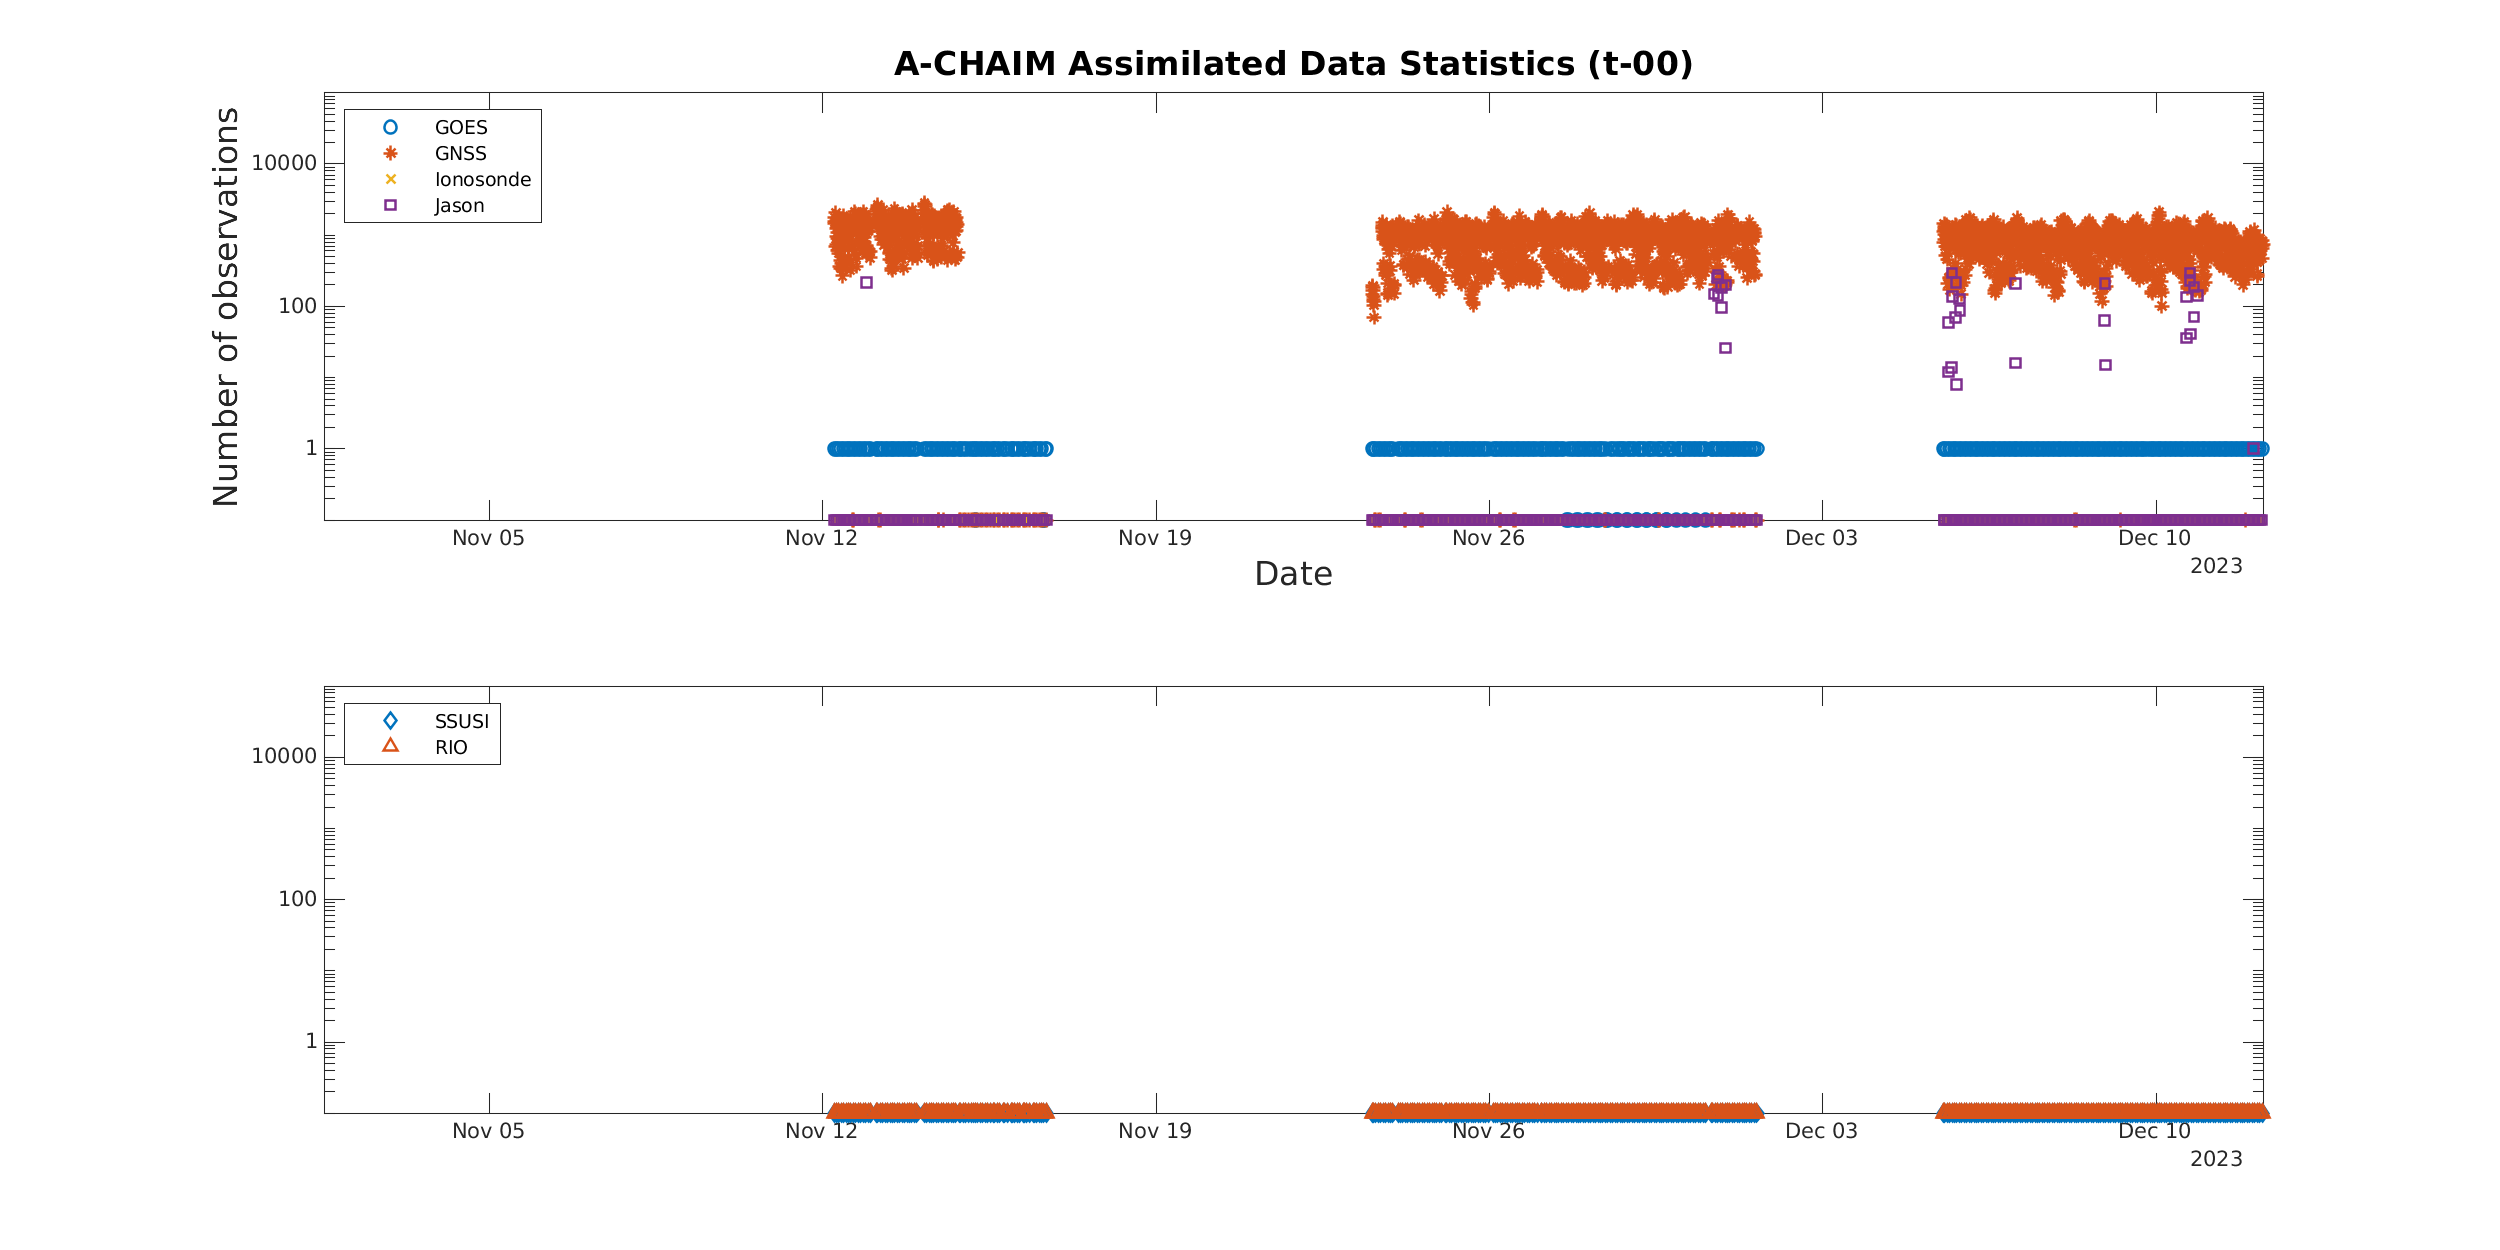 A-CHAIM Assimilated Data Statistics (t-00)
Number of observations
GOES
GNSS
Ionosonde
Jason
10000
100
1
Nov 05
Nov 12
Nov 19
Nov 26
Dec 03
Dec 10
2023
Date
SSUSI
RIO
10000
100
1
Nov 05
Nov 12
Nov 19
Nov 26
Dec 03
Dec 10
2023